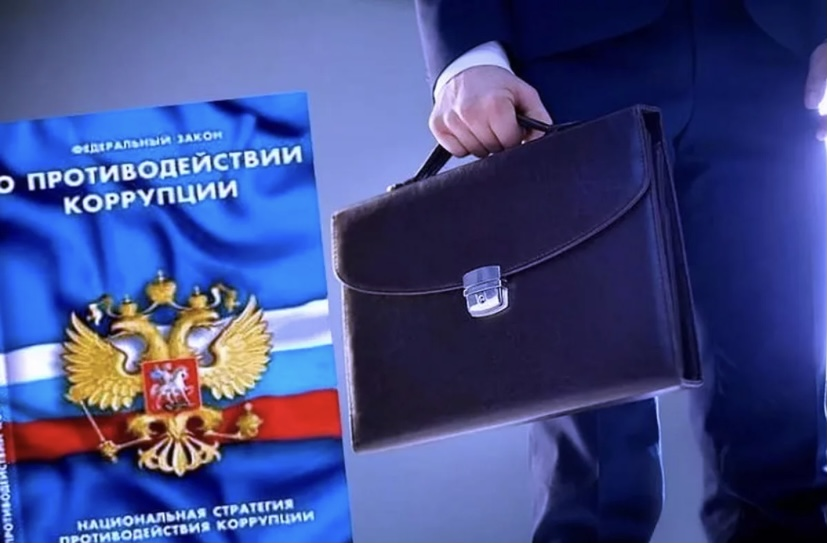 ФЕДЕРАЛЬНЫЙ ЗАКОН
О ПРОТИВОДЕЙСТВИИ
КОРРУПЦИИ
НАЦИОНАЛЬНАЯ СТРАТЕГИЯ
ПРОТИВОДЕЙСТВИЯ КОРРУПЦИИ